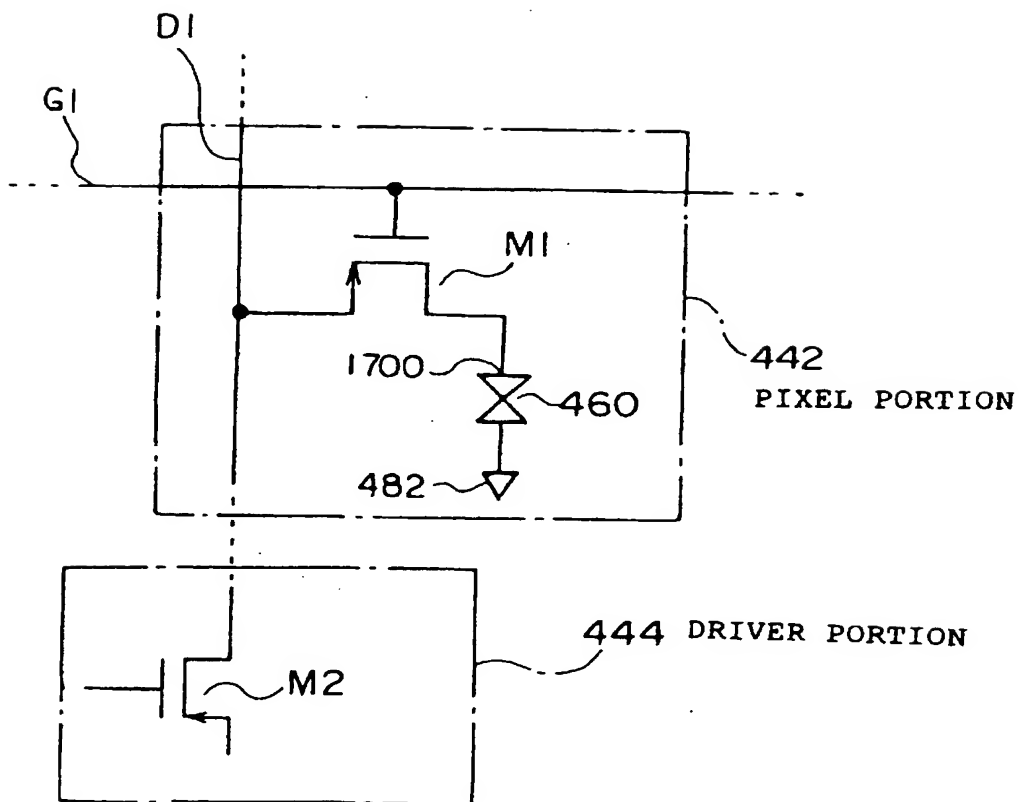 D1
G1
M1
1700
442
PIXEL PORTION
460
482
444 DRIVER PORTION
M2